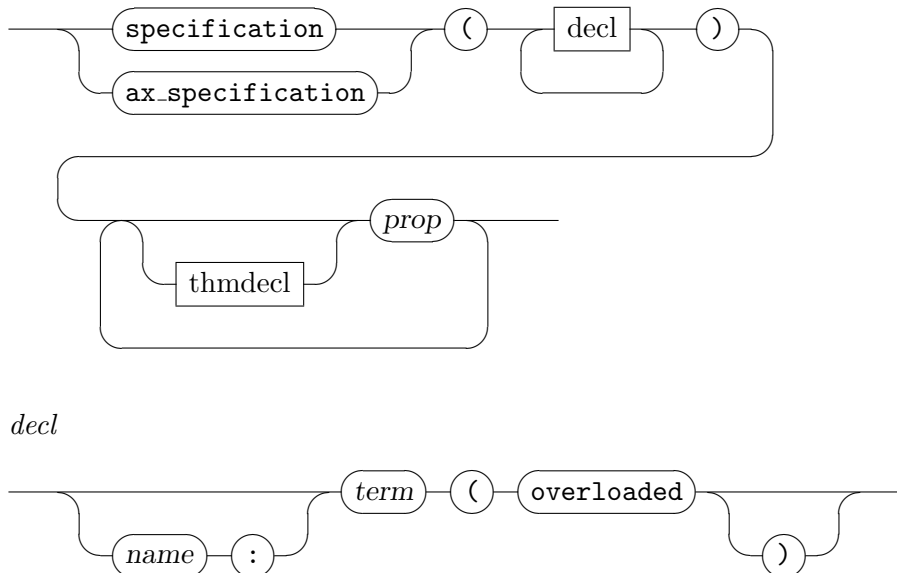 specification ( decl )
ax_specification
prop
thmdecl
decl
term ( overloaded
name : )